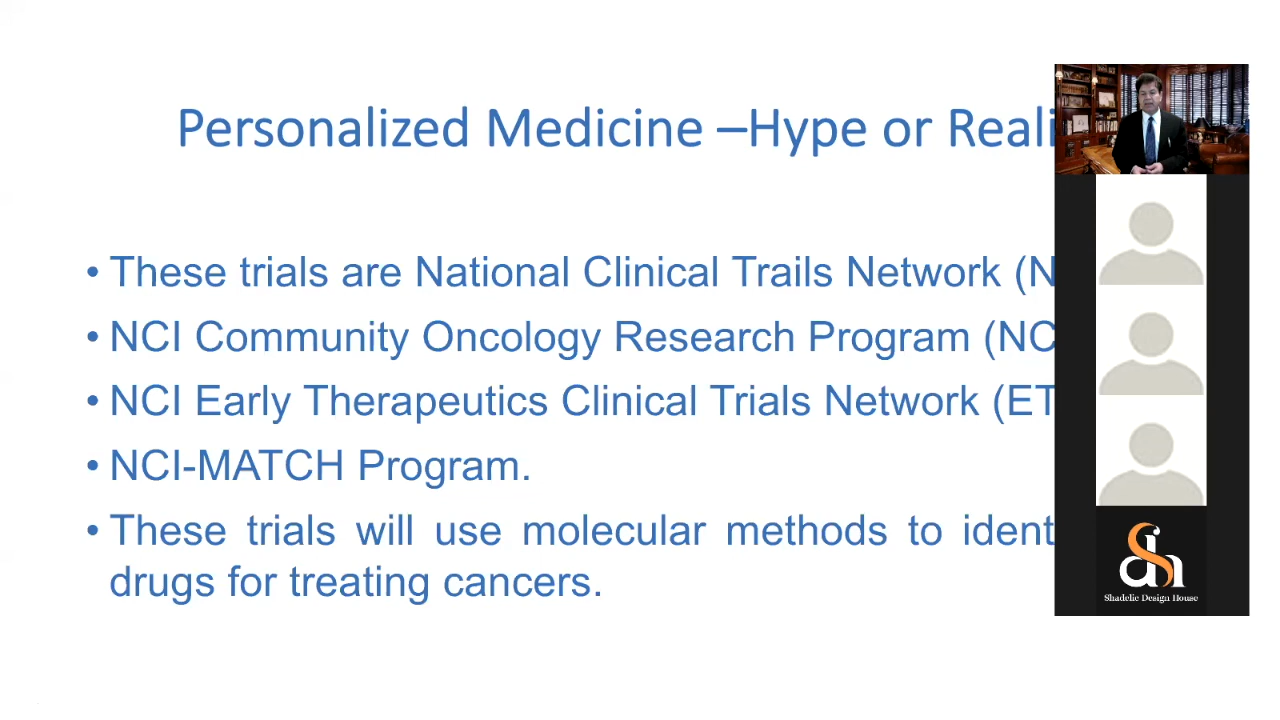 Personalized Medicine –Hype or Reali
• These trials are National Clinical Trails Network (N
• NCI Community Oncology Research Program (NC
• NCI Early Therapeutics Clinical Trials Network (ET
• NCI-MATCH Program.
• These trials will use molecular methods to ident
drugs for treating cancers.
Shadelic Design House